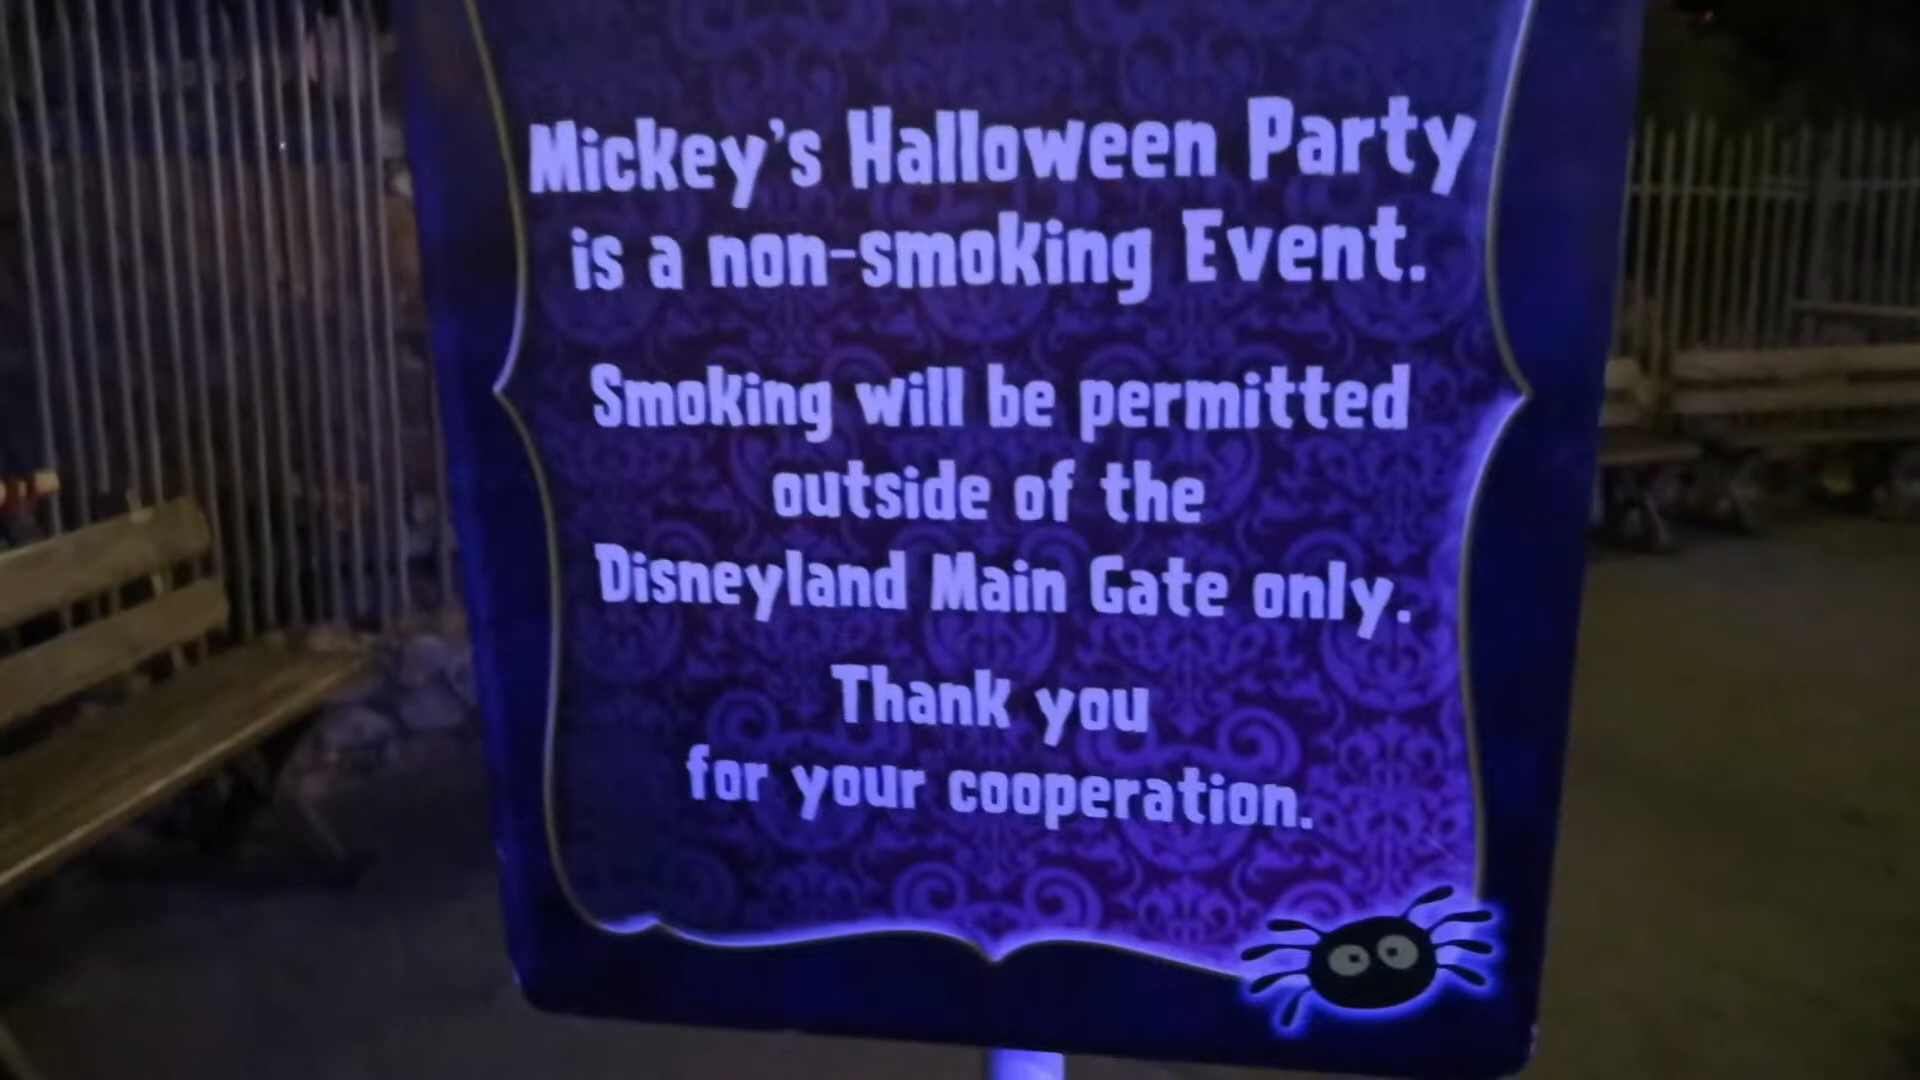 Mickey's Halloween Party
is a non-smoking Event.
Smoking will be permitted
outside of the
Disneyland Main Gate only.
Thank you
for your cooperation.